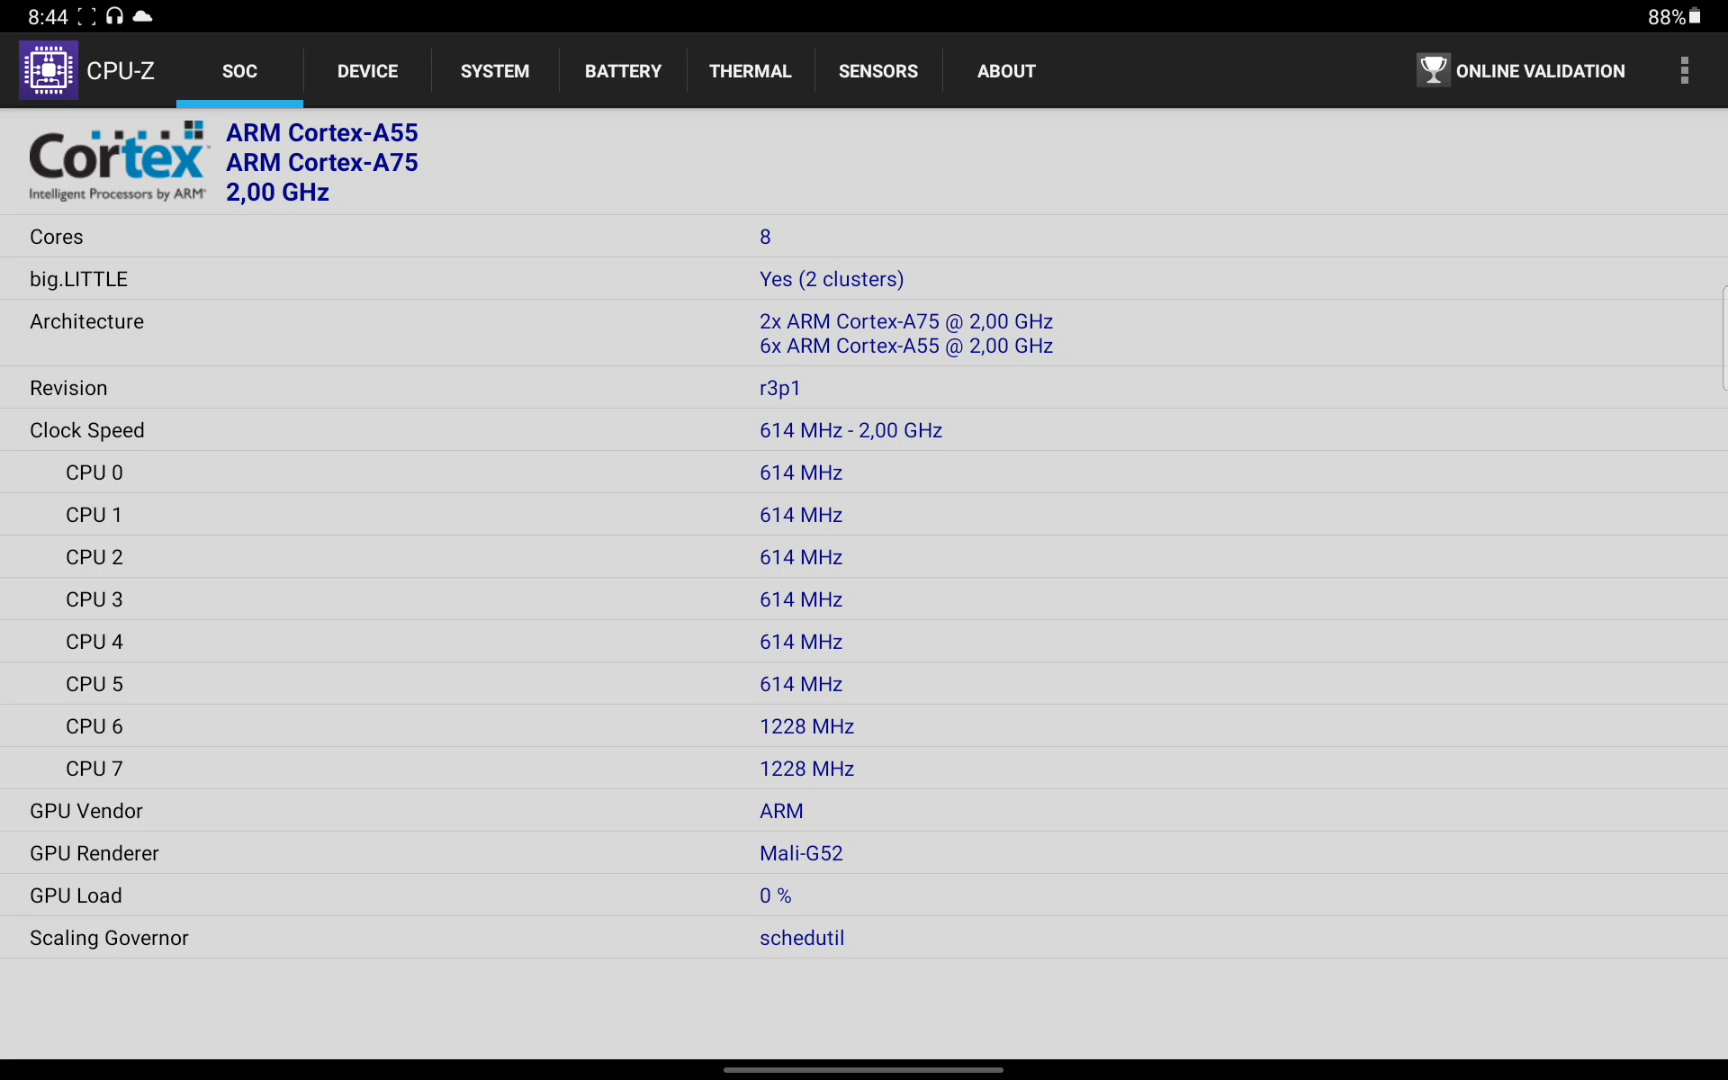 8:44 88%
CPU-Z SOC DEVICE SYSTEM BATTERY THERMAL SENSORS ABOUT ONLINE VALIDATION
Cortex
Intelligent Processors by ARM
ARM Cortex-A55
ARM Cortex-A75
2,00 GHz
Cores 8
big.LITTLE Yes (2 clusters)
Architecture 2x ARM Cortex-A75 @ 2,00 GHz
6x ARM Cortex-A55 @ 2,00 GHz
Revision r3p1
Clock Speed 614 MHz - 2,00 GHz
CPU 0 614 MHz
CPU 1 614 MHz
CPU 2 614 MHz
CPU 3 614 MHz
CPU 4 614 MHz
CPU 5 614 MHz
CPU 6 1228 MHz
CPU 7 1228 MHz
GPU Vendor ARM
GPU Renderer Mali-G52
GPU Load 0 %
Scaling Governor schedutil